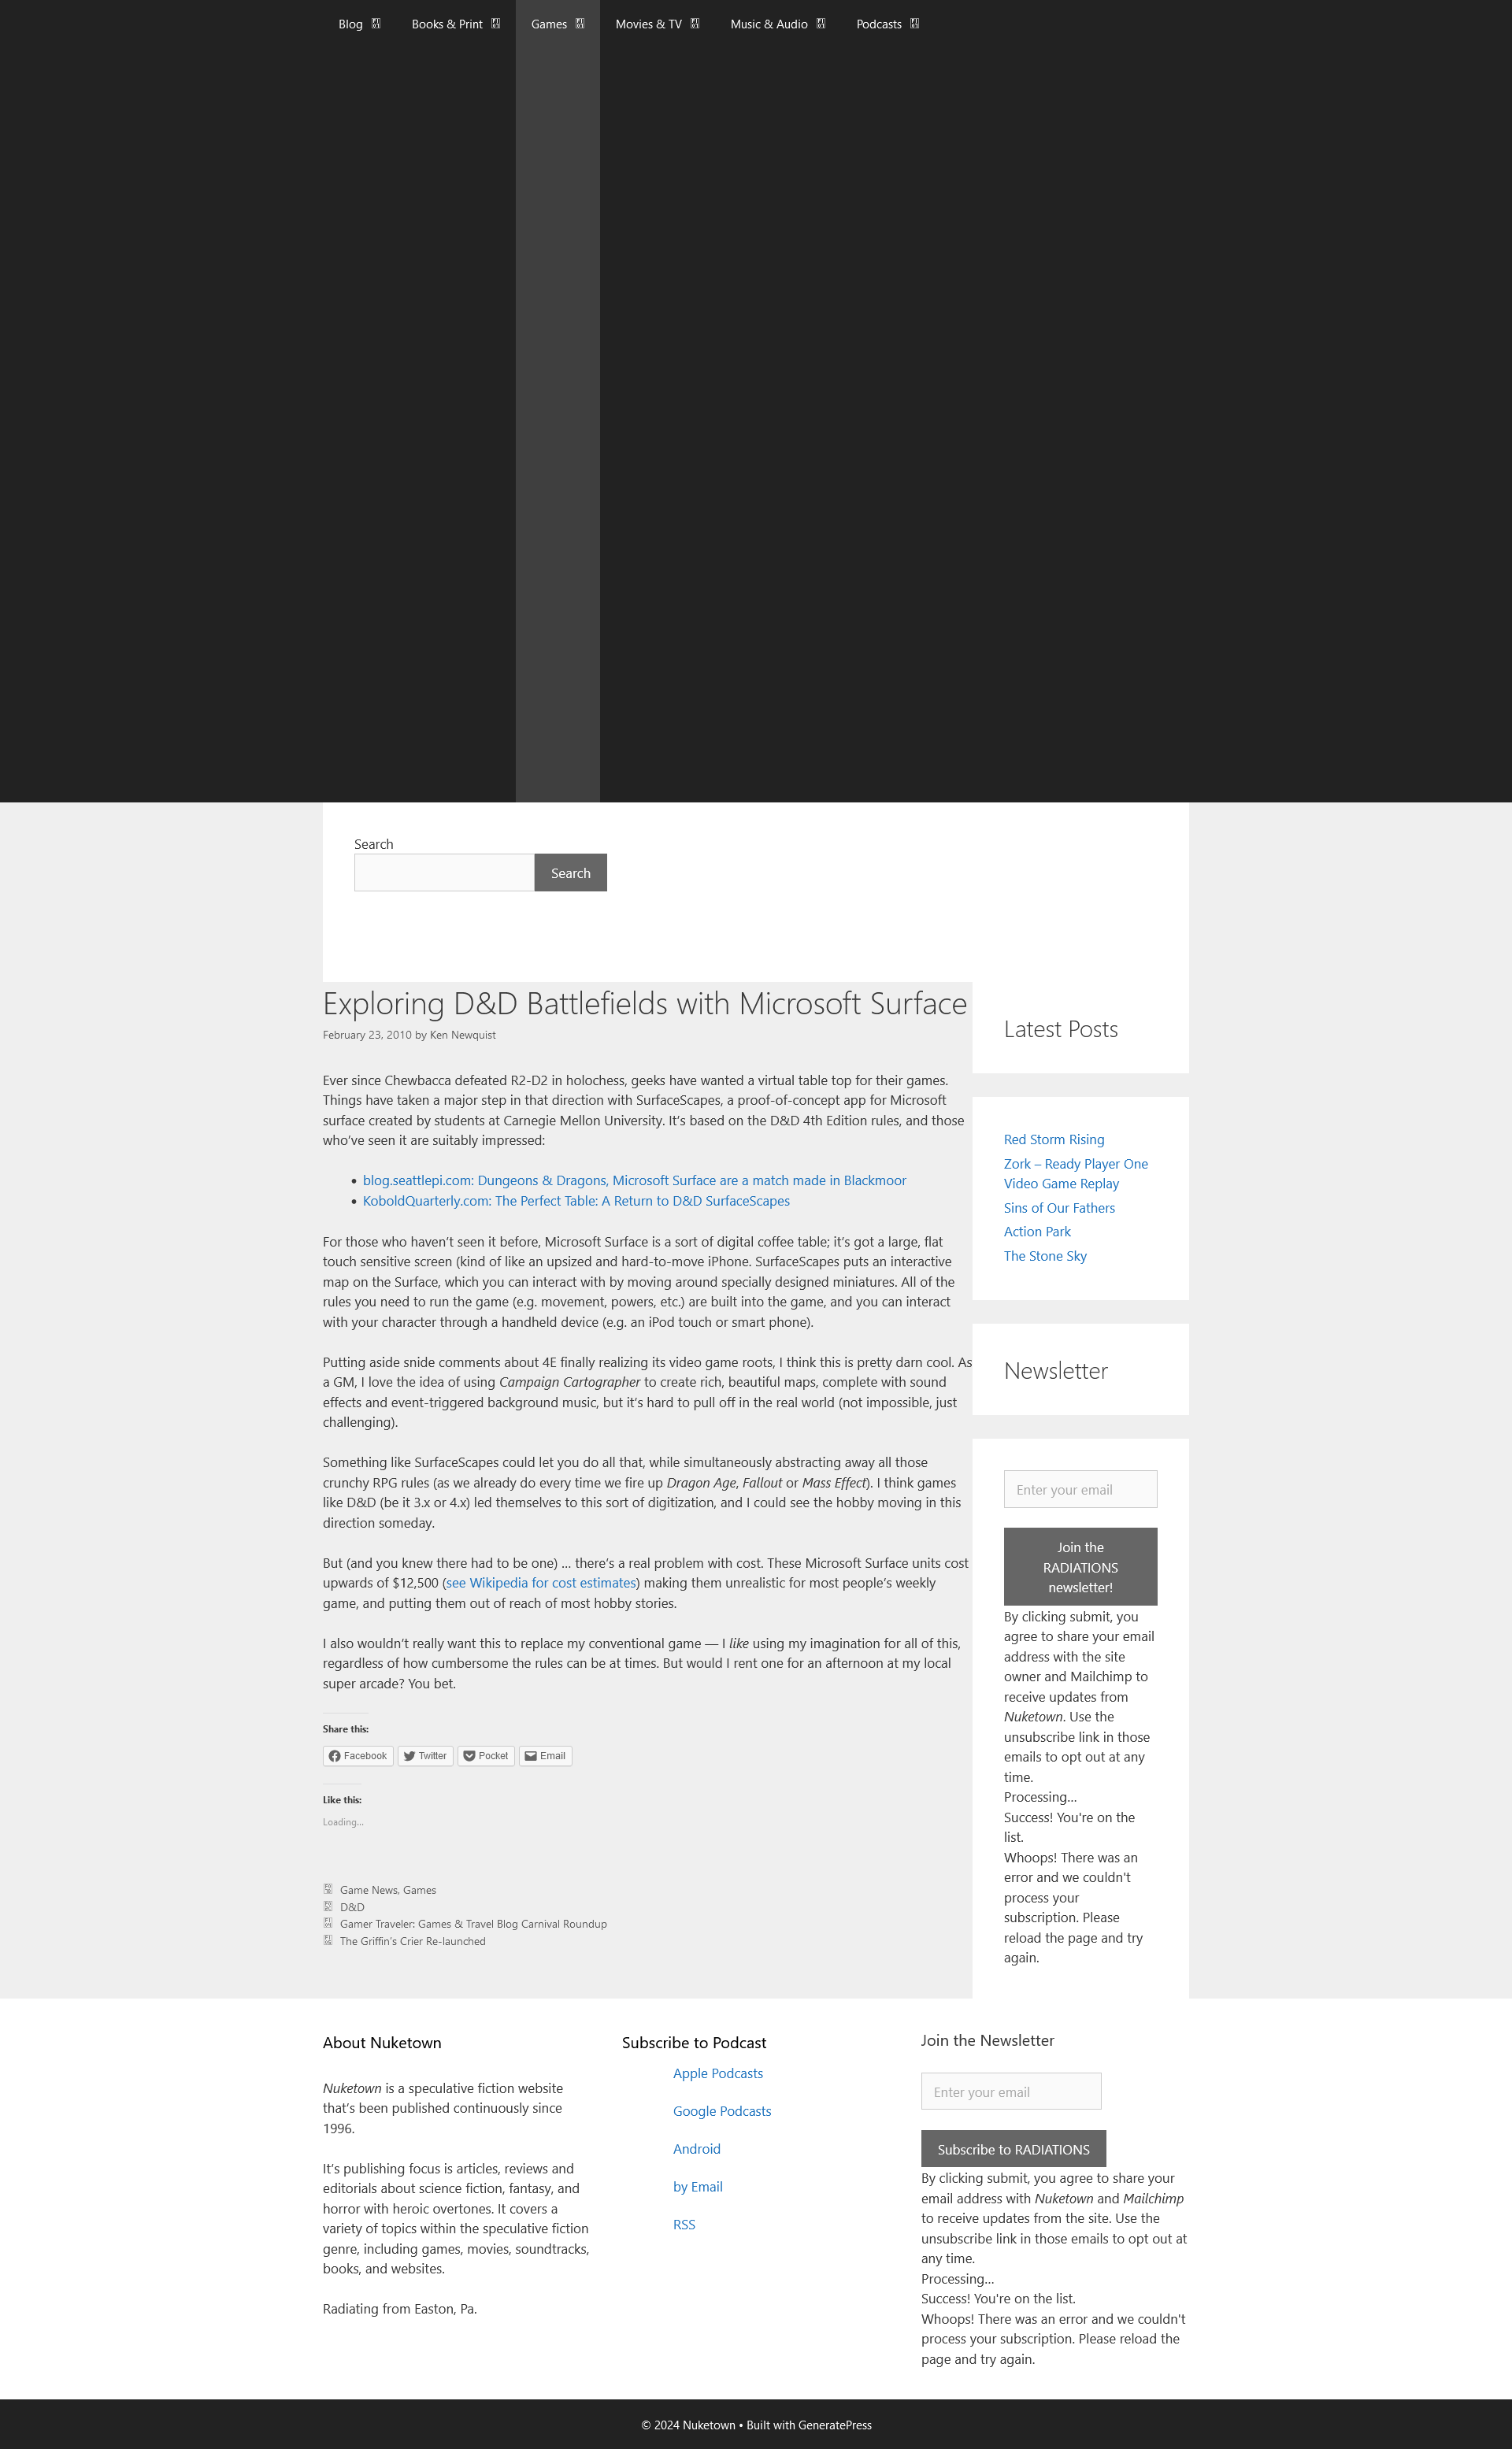 Blog
Books & Print
Games
Movies & TV
Music & Audio
Podcasts
Search
Search
Exploring D&D Battlefields with Microsoft Surface
February 23, 2010 by Ken Newquist
Ever since Chewbacca defeated R2-D2 in holochess, geeks have wanted a virtual table top for their games.
Things have taken a major step in that direction with SurfaceScapes, a proof-of-concept app for Microsoft
surface created by students at Carnegie Mellon University. It’s based on the D&D 4th Edition rules, and those
who’ve seen it are suitably impressed:
• blog.seattlepi.com: Dungeons & Dragons, Microsoft Surface are a match made in Blackmoor
• KoboldQuarterly.com: The Perfect Table: A Return to D&D SurfaceScapes
For those who haven’t seen it before, Microsoft Surface is a sort of digital coffee table; it’s got a large, flat
touch sensitive screen (kind of like an upsized and hard-to-move iPhone. SurfaceScapes puts an interactive
map on the Surface, which you can interact with by moving around specially designed miniatures. All of the
rules you need to run the game (e.g. movement, powers, etc.) are built into the game, and you can interact
with your character through a handheld device (e.g. an iPod touch or smart phone).
Putting aside snide comments about 4E finally realizing its video game roots, I think this is pretty darn cool. As
a GM, I love the idea of using Campaign Cartographer to create rich, beautiful maps, complete with sound
effects and event-triggered background music, but it’s hard to pull off in the real world (not impossible, just
challenging).
Something like SurfaceScapes could let you do all that, while simultaneously abstracting away all those
crunchy RPG rules (as we already do every time we fire up Dragon Age, Fallout or Mass Effect). I think games
like D&D (be it 3.x or 4.x) led themselves to this sort of digitization, and I could see the hobby moving in this
direction someday.
But (and you knew there had to be one) … there’s a real problem with cost. These Microsoft Surface units cost
upwards of $12,500 (see Wikipedia for cost estimates) making them unrealistic for most people’s weekly
game, and putting them out of reach of most hobby stories.
I also wouldn’t really want this to replace my conventional game — I like using my imagination for all of this,
regardless of how cumbersome the rules can be at times. But would I rent one for an afternoon at my local
super arcade? You bet.
Share this:
Facebook
Twitter
Pocket
Email
Like this:
Loading...
Game News, Games
D&D
Gamer Traveler: Games & Travel Blog Carnival Roundup
The Griffin’s Crier Re-launched
Latest Posts
Red Storm Rising
Zork – Ready Player One
Video Game Replay
Sins of Our Fathers
Action Park
The Stone Sky
Newsletter
Enter your email
Join the
RADIATIONS
newsletter!
By clicking submit, you
agree to share your email
address with the site
owner and Mailchimp to
receive updates from
Nuketown. Use the
unsubscribe link in those
emails to opt out at any
time.
Processing…
Success! You're on the
list.
Whoops! There was an
error and we couldn't
process your
subscription. Please
reload the page and try
again.
About Nuketown
Nuketown is a speculative fiction website
that’s been published continuously since
1996.
It’s publishing focus is articles, reviews and
editorials about science fiction, fantasy, and
horror with heroic overtones. It covers a
variety of topics within the speculative fiction
genre, including games, movies, soundtracks,
books, and websites.
Radiating from Easton, Pa.
Subscribe to Podcast
Apple Podcasts
Google Podcasts
Android
by Email
RSS
Join the Newsletter
Enter your email
Subscribe to RADIATIONS
By clicking submit, you agree to share your
email address with Nuketown and Mailchimp
to receive updates from the site. Use the
unsubscribe link in those emails to opt out at
any time.
Processing…
Success! You're on the list.
Whoops! There was an error and we couldn't
process your subscription. Please reload the
page and try again.
© 2024 Nuketown • Built with GeneratePress